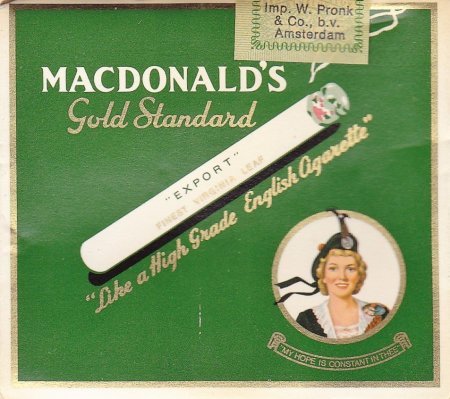 Imp. W. Pronk
& Co., b.v.
Amsterdam
MACDONALD'S
Gold Standard
"EXPORT"
FINEST VIRGINIA LEAF
"Like a High Grade English Cigarette"
"MY HOPE IS CONSTANT IN THEE"